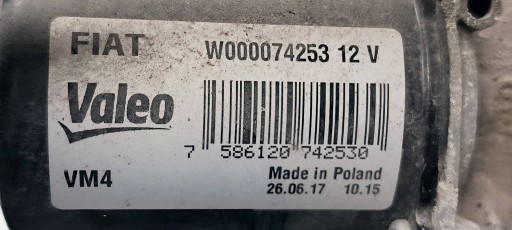 FIAT W000074253 12 V
Valeo
7 586120 742530
VM4 Made in Poland
26.06.17 10.15